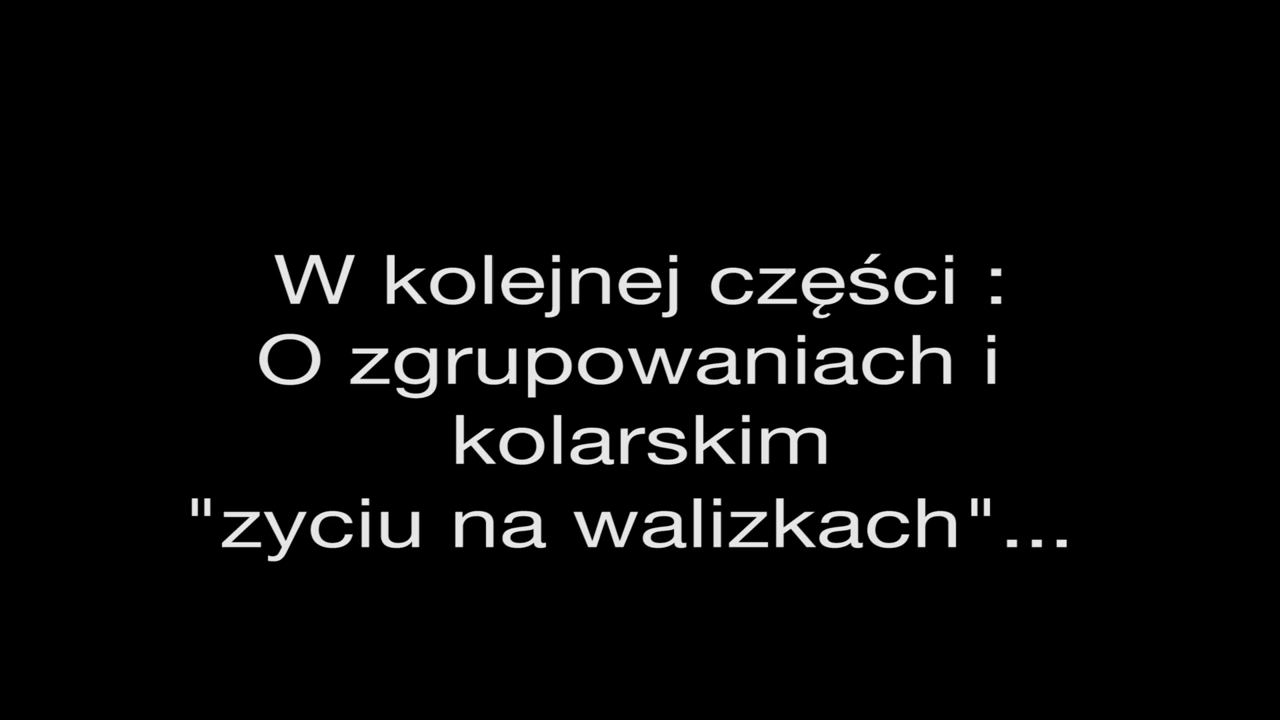 W kolejnej części :
O zgrupowaniach i
kolarskim
"zyciu na walizkach"...